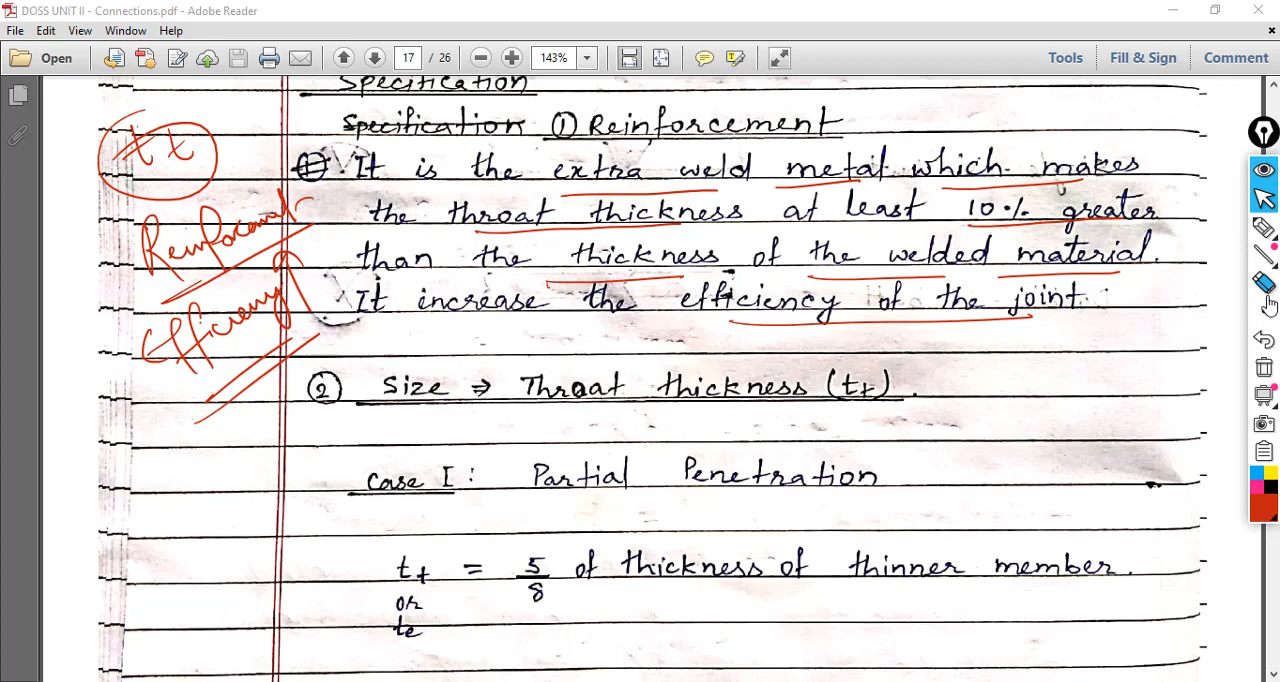 DOSS UNIT II - Connections.pdf - Adobe Reader
File Edit View Window Help
Open 17 / 26 143% Tools Fill & Sign Comment
Specification
Specification ① Reinforcement
It is the extra weld metal which makes
the throat thickness at least 10% greater
than the thickness of the welded material.
It increase the efficiency of the joint.
tt
Reinforcement
Efficiency
② Size ⇒ Throat thickness (tt).
Case I : Partial Penetration
tt = 5/8 of thickness of thinner member.
or
te